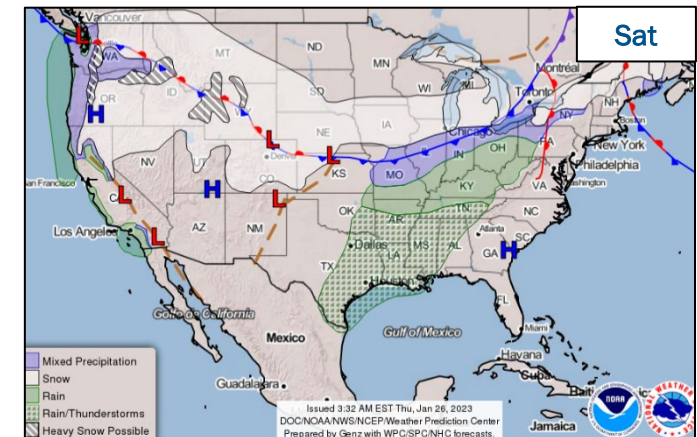 Sat
Vancouver
WA
MT
ND
MN
Montréal
OR
ID
SD
WI
MI
Toronto
NH
Boston
NY
NE
IA
Chicago
PA
New York
Philadelphia
NV
UT
Denver
CO
KS
MO
IN
OH
Washington
San Francisco
CA
KY
VA
OK
AR
TN
NC
Los Angeles
AZ
NM
Dallas
MS
AL
Atlanta
SC
GA
TX
LA
Houston
FL
H
H
H
L
L
L
L
L
L
Golfo de California
Mexico
Gulf of Mexico
Miami
Havana
Cuba
Guadalajara
Jamaica
Mixed Precipitation
Snow
Rain
Rain/Thunderstorms
Heavy Snow Possible
Issued 3:32 AM EST Thu, Jan 26, 2023
DOC/NOAA/NWS/NCEP/Weather Prediction Center
Prepared by Genz with WPC/SPC/NHC forecasts.
NOAA